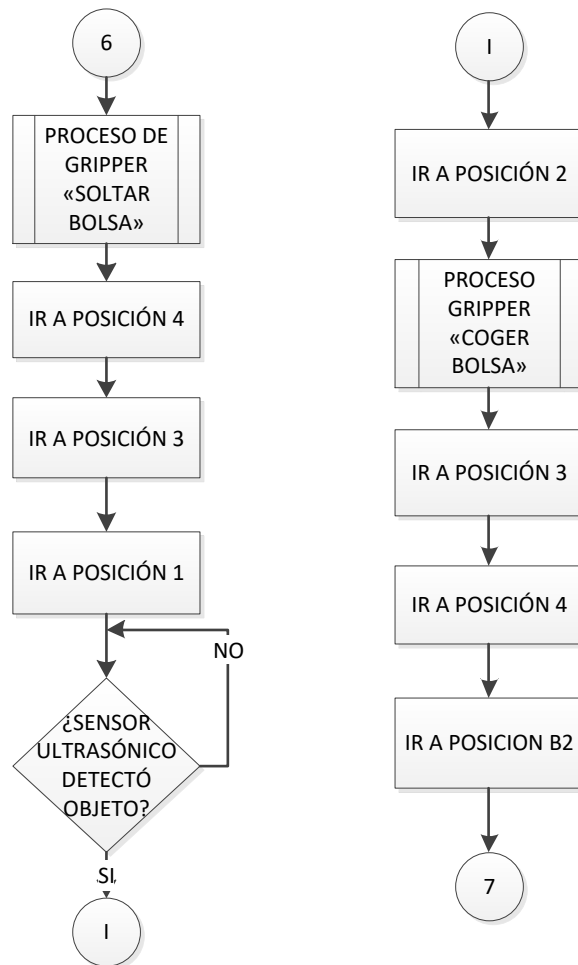 6
PROCESO DE
GRIPPER
«SOLTAR
BOLSA»
IR A POSICIÓN 4
IR A POSICIÓN 3
IR A POSICIÓN 1
NO
¿SENSOR
ULTRASÓNICO
DETECTÓ
OBJETO?
SI
I
I
IR A POSICIÓN 2
PROCESO
GRIPPER
«COGER
BOLSA»
IR A POSICIÓN 3
IR A POSICIÓN 4
IR A POSICION B2
7